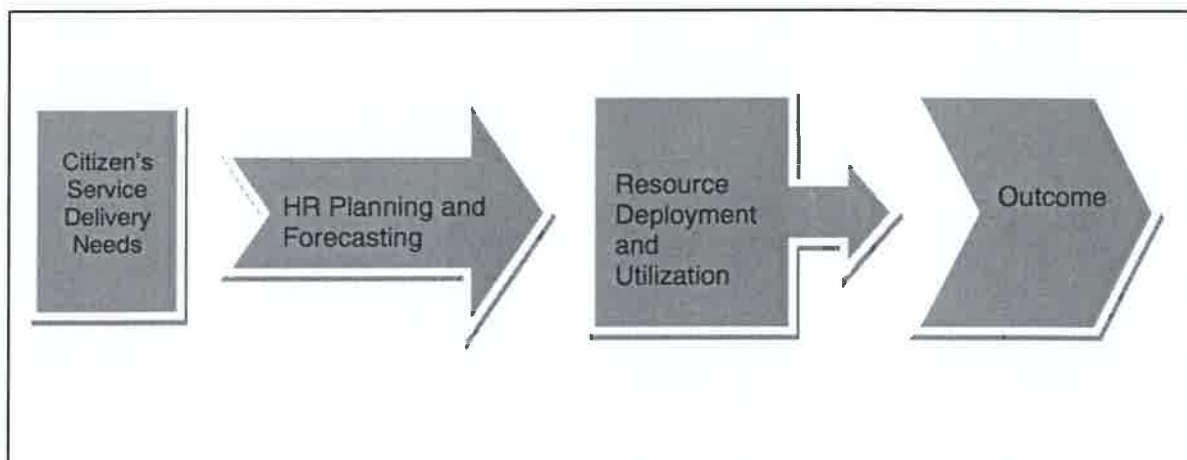 Citizen's
Service
Delivery
Needs
HR Planning and
Forecasting
Resource
Deployment
and
Utilization
Outcome